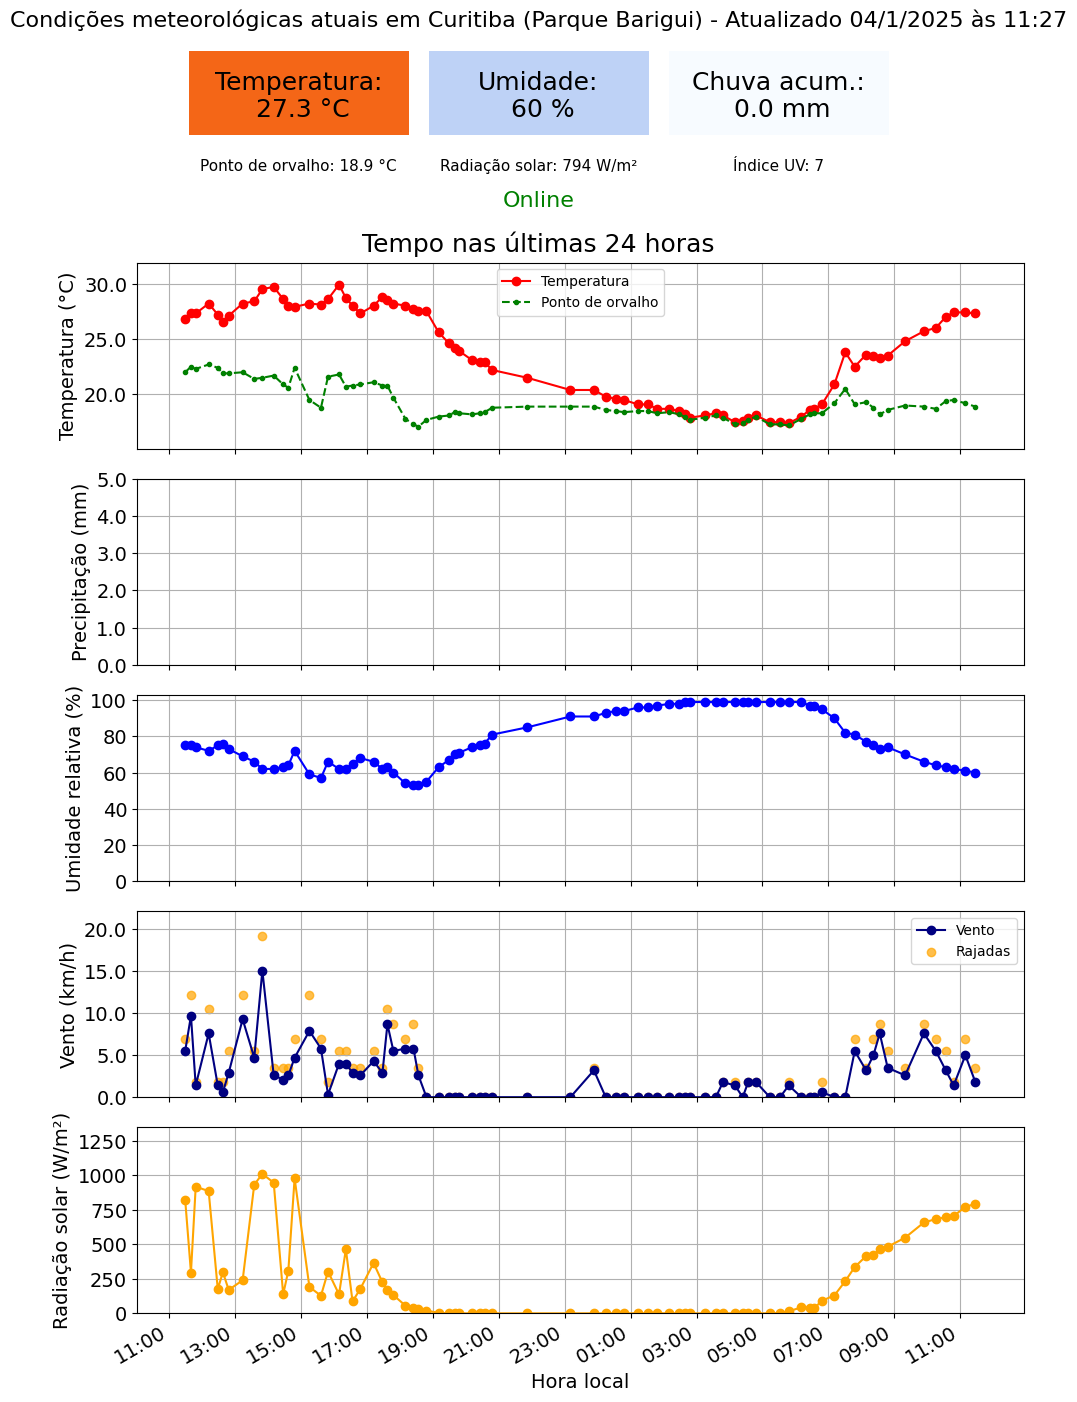 Condições meteorológicas atuais em Curitiba (Parque Barigui) - Atualizado 04/1/2025 às 11:27
Temperatura:
27.3 °C
Umidade:
60 %
Chuva acum.:
0.0 mm
Ponto de orvalho: 18.9 °C
Radiação solar: 794 W/m²
Índice UV: 7
Online
Tempo nas últimas 24 horas
Temperatura (°C)
30.0
25.0
20.0
Temperatura
Ponto de orvalho
Precipitação (mm)
5.0
4.0
3.0
2.0
1.0
0.0
Umidade relativa (%)
100
80
60
40
20
0
Vento (km/h)
20.0
15.0
10.0
5.0
0.0
Vento
Rajadas
Radiação solar (W/m²)
1250
1000
750
500
250
0
11:00
13:00
15:00
17:00
19:00
21:00
23:00
01:00
03:00
05:00
07:00
09:00
11:00
Hora local